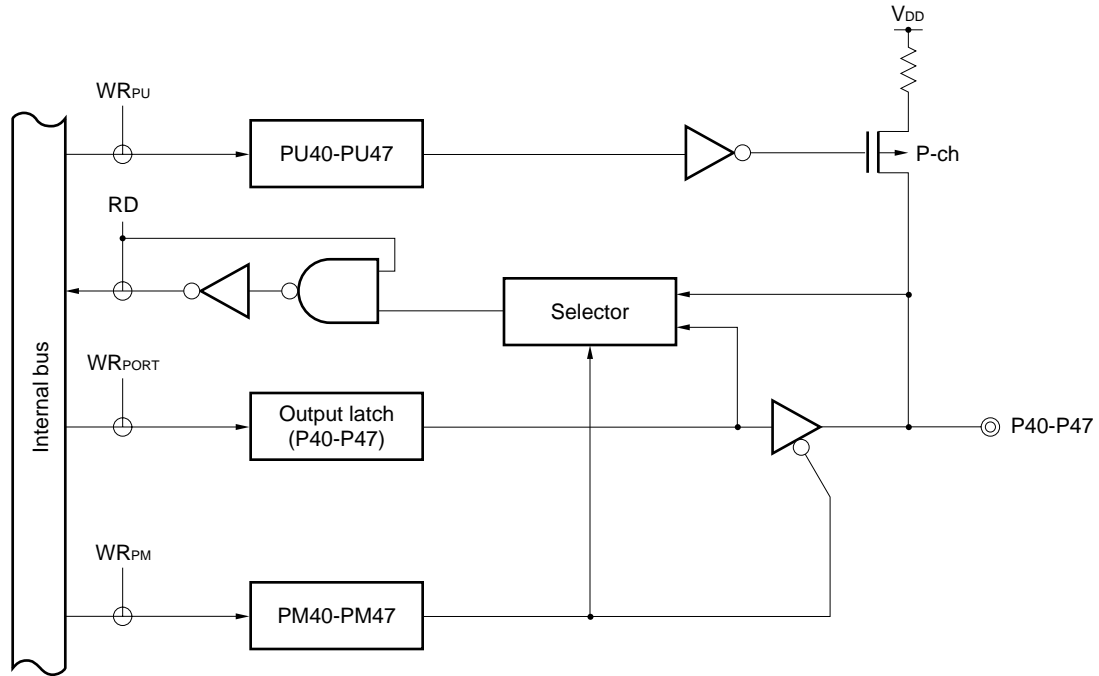 VDD
WRPU
PU40-PU47
P-ch
RD
Selector
WRPORT
Internal bus
Output latch
(P40-P47)
P40-P47
WRPM
PM40-PM47